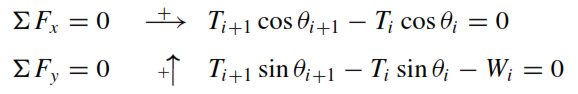 ΣF_x = 0 →+ T_{i+1} cos θ_{i+1} − T_i cos θ_i = 0
ΣF_y = 0 +↑ T_{i+1} sin θ_{i+1} − T_i sin θ_i − W_i = 0